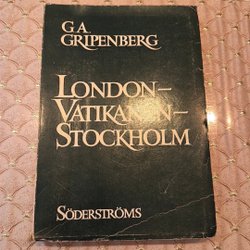 G.A.
GRIPENBERG
LONDON–
VATIKANEN–
STOCKHOLM
SÖDERSTRÖMS